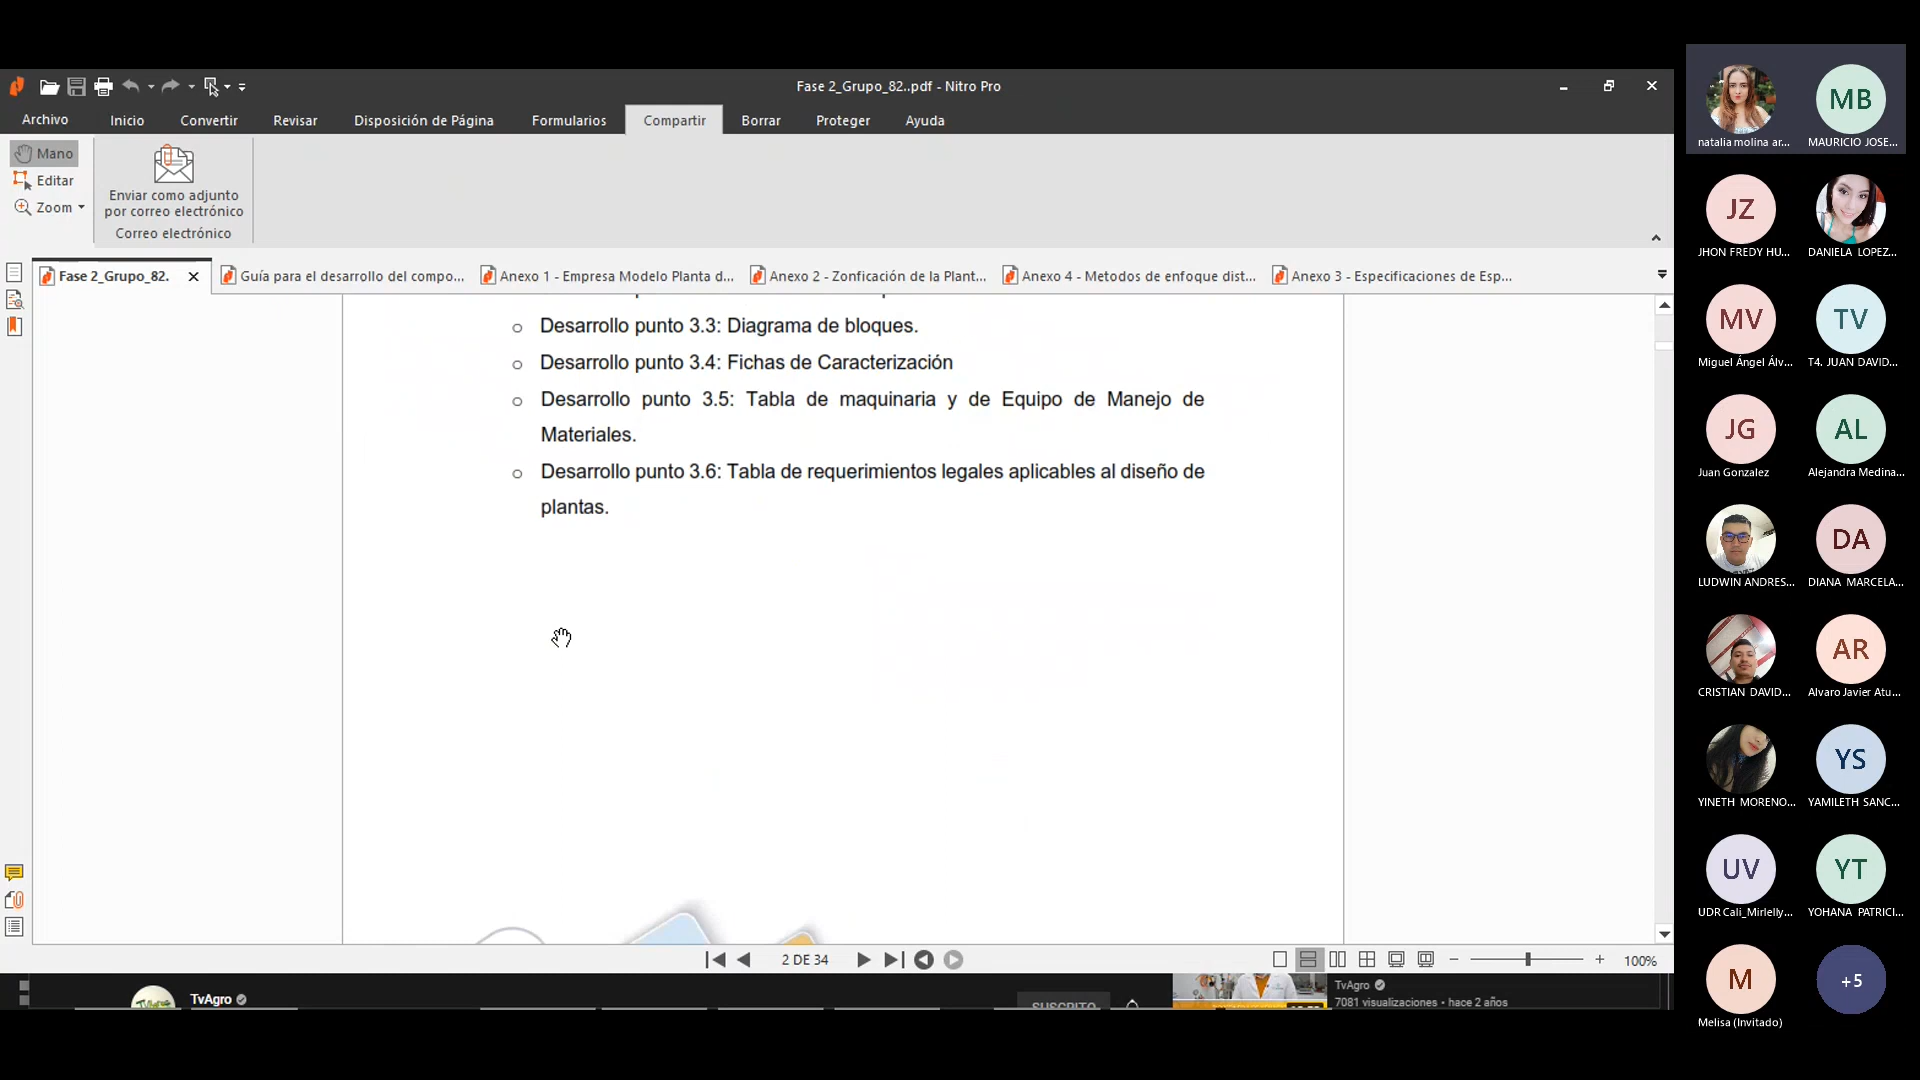 Fase 2_Grupo_82..pdf - Nitro Pro
Archivo
Inicio
Convertir
Revisar
Disposición de Página
Formularios
Compartir
Borrar
Proteger
Ayuda
Mano
Editar
Zoom
Enviar como adjunto
por correo electrónico
Correo electrónico
Fase 2_Grupo_82.
Guía para el desarrollo del compo...
Anexo 1 - Empresa Modelo Planta d...
Anexo 2 - Zonficación de la Plant...
Anexo 4 - Metodos de enfoque dist...
Anexo 3 - Especificaciones de Esp...
o Desarrollo punto 3.3: Diagrama de bloques.
o Desarrollo punto 3.4: Fichas de Caracterización
o Desarrollo punto 3.5: Tabla de maquinaria y de Equipo de Manejo de
Materiales.
o Desarrollo punto 3.6: Tabla de requerimientos legales aplicables al diseño de
plantas.
2 DE 34
100%
TvAgro
SUSCRITO
TvAgro
7081 visualizaciones • hace 2 años
natalia molina ar...
MB
MAURICIO JOSE...
JZ
JHON FREDY HU...
DANIELA LOPEZ...
MV
Miguel Ángel Álv...
TV
T4. JUAN DAVID...
JG
Juan Gonzalez
AL
Alejandra Medina...
LUDWIN ANDRES...
DA
DIANA MARCELA...
CRISTIAN DAVID...
AR
Alvaro Javier Atu...
YINETH MORENO...
YS
YAMILETH SANC...
UV
UDR Cali_Mirlelly...
YT
YOHANA PATRICI...
M
Melisa (Invitado)
+5